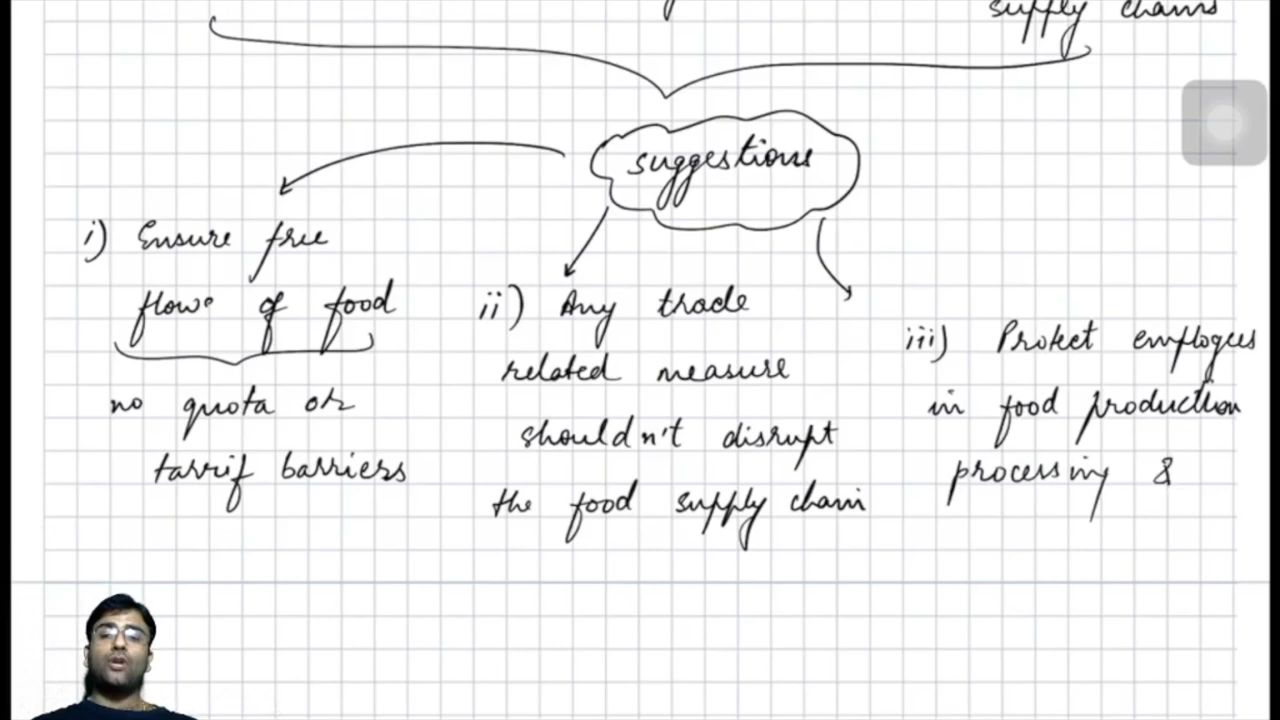 supply chains
suggestions
i) Ensure free
flow of food
no quota or
tarrif barriers
ii) Any trade
related measure
shouldn't disrupt
the food supply chain
iii) Protect employees
in food production
processing &